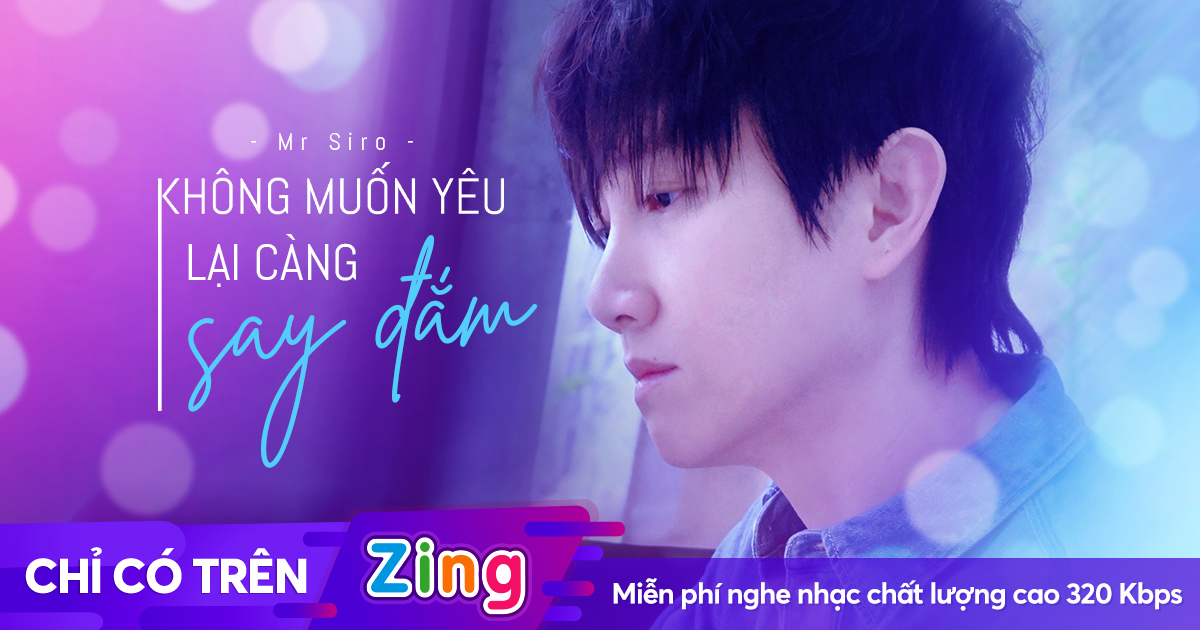 - Mr Siro -
KHÔNG MUỐN YÊU
LẠI CÀNG
say đắm
CHỈ CÓ TRÊN
Zing
Miễn phí nghe nhạc chất lượng cao 320 Kbps